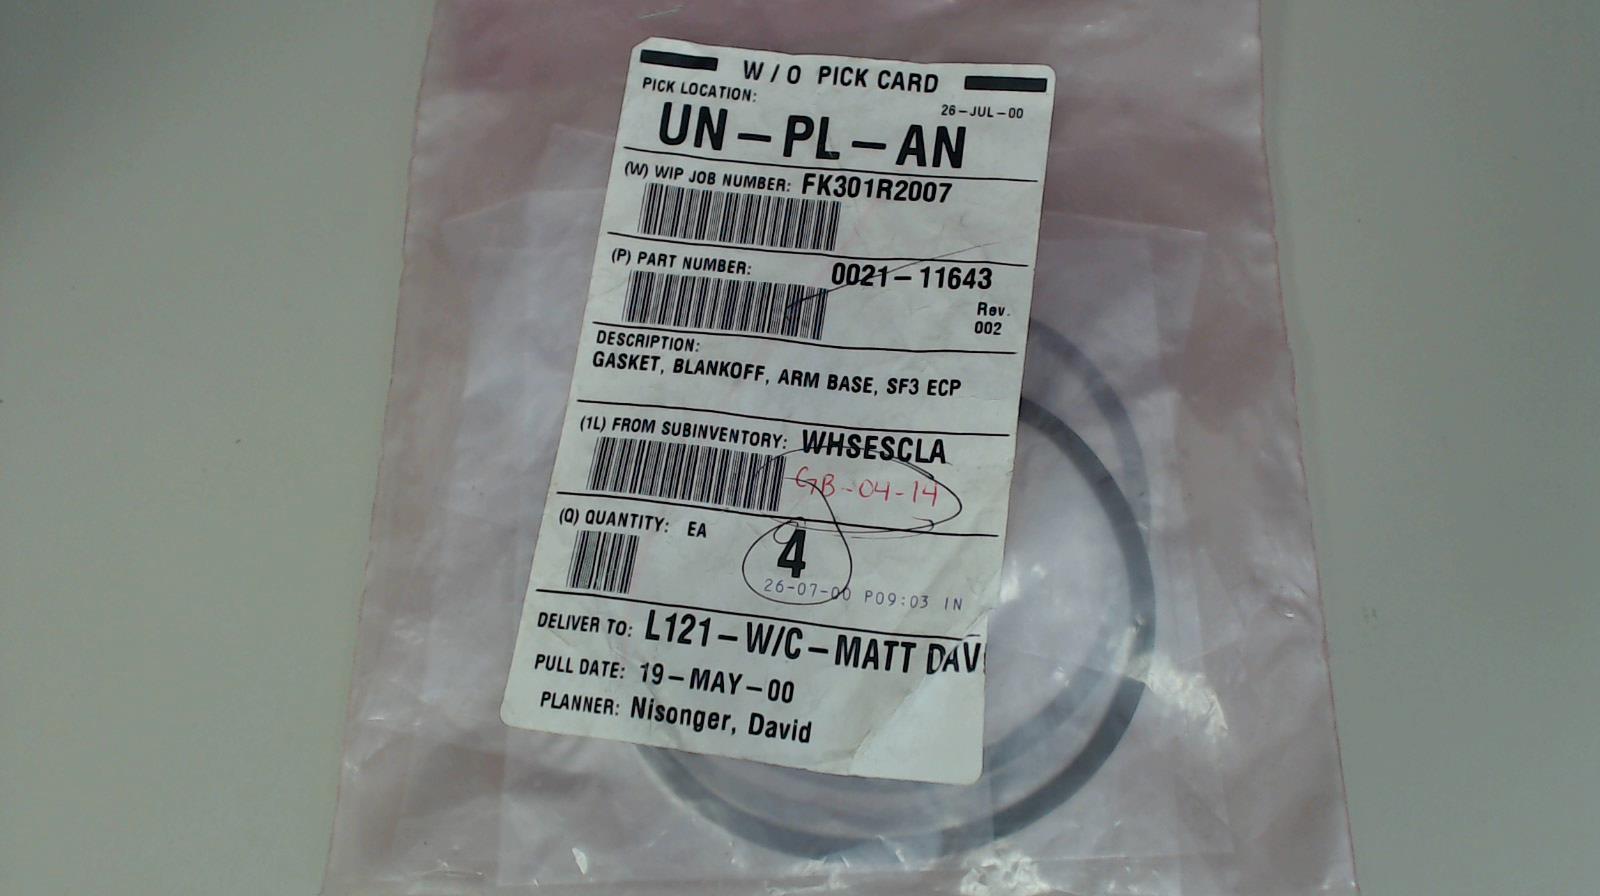 W/O PICK CARD
PICK LOCATION:
26-JUL-00
UN-PL-AN
(W) WIP JOB NUMBER: FK301R2007
(P) PART NUMBER: 0021-11643
Rev.
002
DESCRIPTION:
GASKET, BLANKOFF, ARM BASE, SF3 ECP
(1L) FROM SUBINVENTORY: WHSESCLA
GB-04-14
(Q) QUANTITY: EA 4
26-07-00 P09:03 IN
DELIVER TO: L121-W/C-MATT DAV
PULL DATE: 19-MAY-00
PLANNER: Nisonger, David